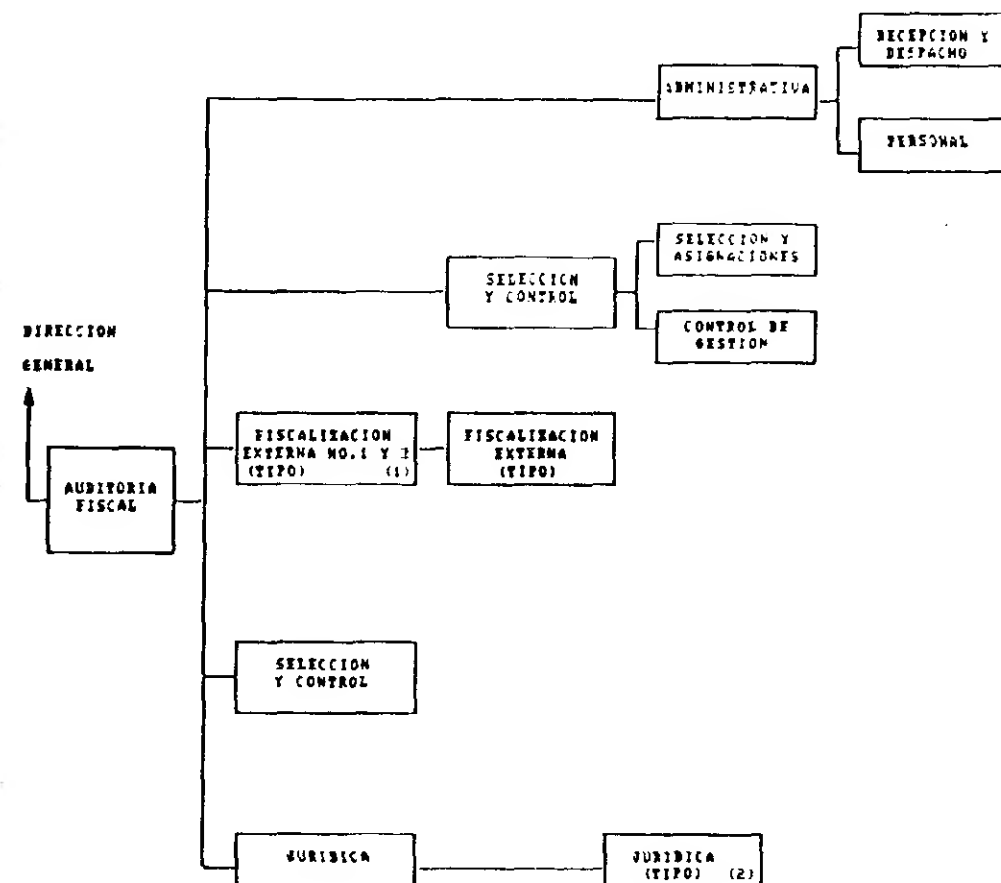 RECEPCION Y
DESPACHO
ADMINISTRATIVA
PERSONAL
SELECCION Y
ASIGNACIONES
SELECCION
Y CONTROL
CONTROL DE
GESTION
DIRECCION
GENERAL
FISCALIZACION
EXTERNA NO.1 Y 2
(TIPO) (1)
FISCALIZACION
EXTERNA
(TIPO)
AUDITORIA
FISCAL
SELECCION
Y CONTROL
JURIDICA
JURIDICA
(TIPO) (2)